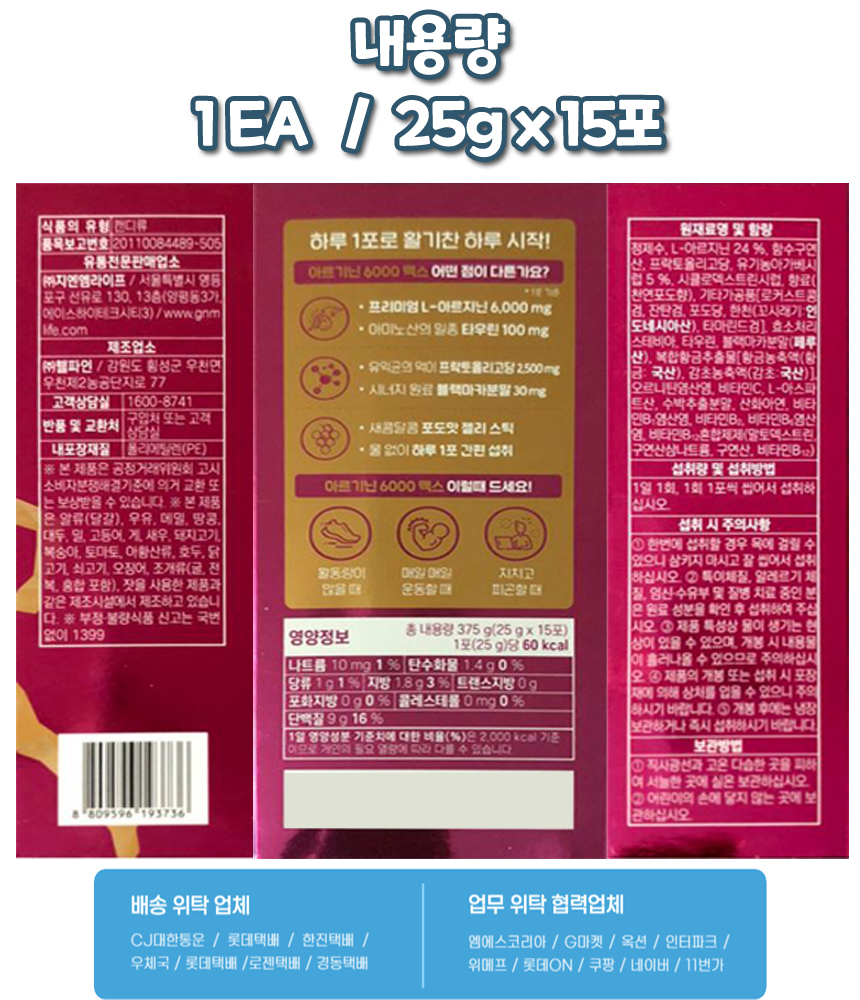 내용량
1 EA / 25g x 15포
식품의 유형 캔디류
품목보고번호 20110084489-505
유통전문판매업소
㈜지엔엠라이프 / 서울특별시 영등
포구 선유로 130, 13층(양평동3가,
에이스하이테크시티3) / www.gnm
life.com
제조업소
㈜웰파인 / 강원도 횡성군 우천면
우천제2농공단지로 77
고객상담실 1600-8741
반품 및 교환처 구입처 또는 고객
상담실
내포장재질 폴리에틸렌(PE)
※ 본 제품은 공정거래위원회 고시
소비자분쟁해결기준에 의거 교환 또
는 보상받을 수 있습니다. ※ 본 제품
은 알류(달걀), 우유, 메밀, 땅콩,
대두, 밀, 고등어, 게, 새우, 돼지고기,
복숭아, 토마토, 아황산류, 호두, 닭
고기, 쇠고기, 오징어, 조개류(굴, 전
복, 홍합 포함), 잣을 사용한 제품과
같은 제조시설에서 제조하고 있습니
다. ※ 부정·불량식품 신고는 국번
없이 1399
8 809596 193736
하루 1포로 활기찬 하루 시작!
아르기닌 6000 맥스 어떤 점이 다른가요?
*1포 기준
• 프리미엄 L-아르지닌 6,000 mg
• 아미노산의 일종 타우린 100 mg
• 유익균의 먹이 프락토올리고당 2,500 mg
• 시너지 원료 블랙마카분말 30 mg
• 새콤달콤 포도맛 젤리 스틱
• 물 없이 하루 1포 간편 섭취
아르기닌 6000 맥스 이럴때 드세요!
활동량이
많을 때
매일 매일
운동할 때
지치고
피곤할 때
영양정보
총 내용량 375 g(25 g x 15포)
1포(25 g)당 60 kcal
나트륨 10 mg 1 % 탄수화물 1.4 g 0 %
당류 1 g 1 % 지방 1.8 g 3 % 트랜스지방 0 g
포화지방 0 g 0 % 콜레스테롤 0 mg 0 %
단백질 9 g 16 %
1일 영양성분 기준치에 대한 비율(%)은 2,000 kcal 기준
이므로 개인의 필요 열량에 따라 다를 수 있습니다.
원재료명 및 함량
정제수, L-아르지닌 24 %, 함수구연
산, 프락토올리고당, 유기농아가베시
럽 5 %, 시클로덱스트린시럽, 향료(
천연포도향), 기타가공품[로커스트콩
검, 잔탄검, 포도당, 한천(꼬시래기:인
도네시아산), 타마린드검], 효소처리
스테비아, 타우린, 블랙마카분말(페루
산), 복합황금추출물[황금농축액(황
금: 국산), 감초농축액(감초:국산)],
오르니틴염산염, 비타민C, L-아스파
트산, 수박추출분말, 산화아연, 비타
민B₁염산염, 비타민B₂, 비타민B₆염산
염, 비타민B₁₂혼합제제(말토덱스트린,
구연산삼나트륨, 구연산, 비타민B₁₂)
섭취량 및 섭취방법
1일 1회, 1회 1포씩 씹어서 섭취하
십시오.
섭취 시 주의사항
① 한번에 섭취할 경우 목에 걸릴 수
있으니 삼키지 마시고 잘 씹어서 섭취
하십시오. ② 특이체질, 알레르기 체
질, 임산·수유부 및 질병 치료 중인 분
은 원료 성분을 확인 후 섭취하여 주십
시오. ③ 제품 특성상 물이 생기는 현
상이 있을 수 있으며, 개봉 시 내용물
이 흘러나올 수 있으므로 주의하십시
오. ④ 제품의 개봉 또는 섭취 시 포장
재에 의해 상처를 입을 수 있으니 주의
하시기 바랍니다. ⑤ 개봉 후에는 냉장
보관하거나 즉시 섭취하시기 바랍니다.
보관방법
① 직사광선과 고온 다습한 곳을 피하
여 서늘한 곳에 실온 보관하십시오.
② 어린이의 손에 닿지 않는 곳에 보
관하십시오.
배송 위탁 업체
CJ대한통운 / 롯데택배 / 한진택배 /
우체국 / 롯데택배 /로젠택배 / 경동택배
업무 위탁 협력업체
엠에스코리아 / G마켓 / 옥션 / 인터파크 /
위메프 / 롯데ON / 쿠팡 / 네이버 / 11번가